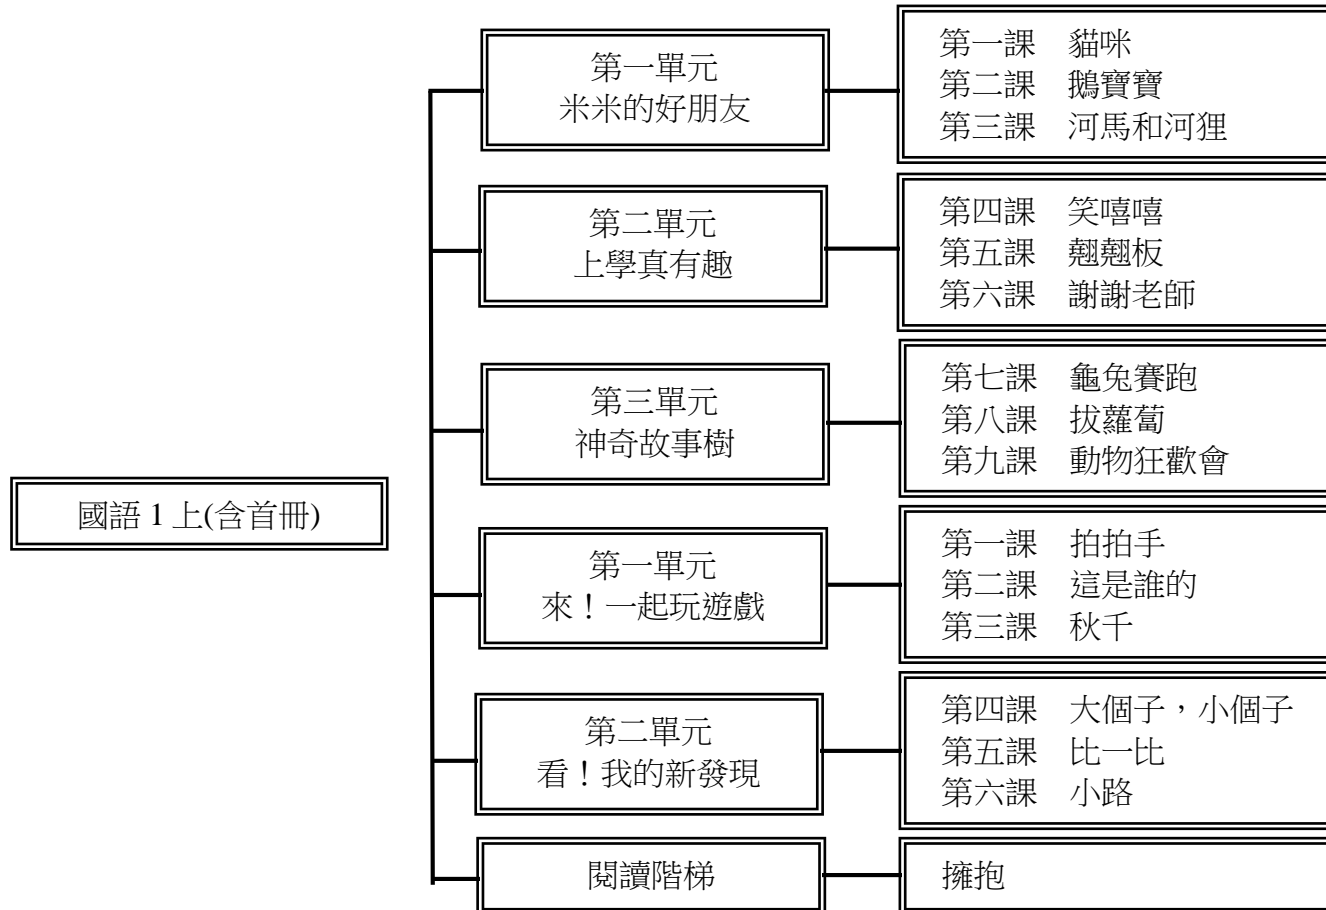 國語 1 上(含首冊)
第一單元
米米的好朋友
第一課 貓咪
第二課 鵝寶寶
第三課 河馬和河狸
第二單元
上學真有趣
第四課 笑嘻嘻
第五課 翹翹板
第六課 謝謝老師
第三單元
神奇故事樹
第七課 龜兔賽跑
第八課 拔蘿蔔
第九課 動物狂歡會
第一單元
來！一起玩遊戲
第一課 拍拍手
第二課 這是誰的
第三課 秋千
第二單元
看！我的新發現
第四課 大個子，小個子
第五課 比一比
第六課 小路
閱讀階梯
擁抱